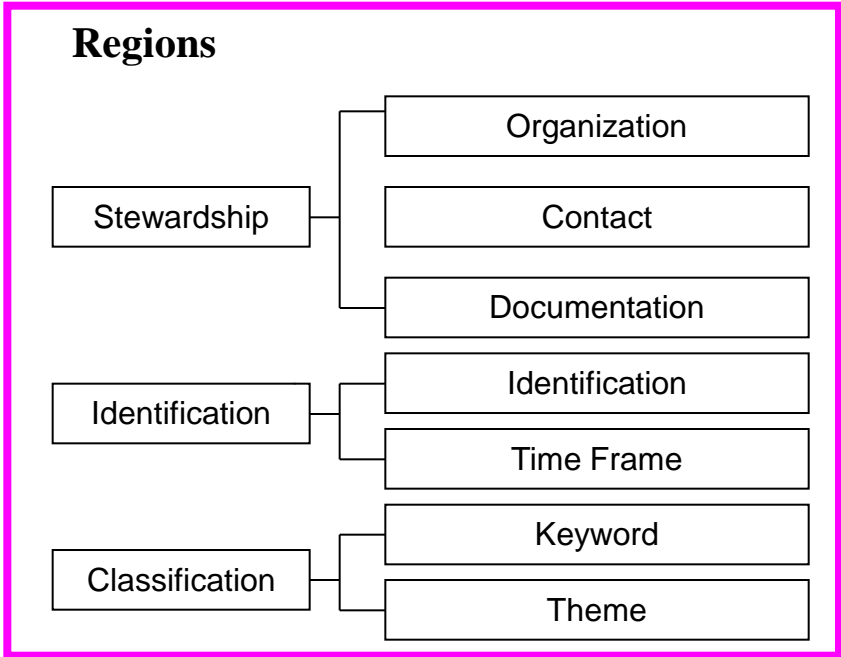 Regions
Stewardship
Organization
Contact
Documentation
Identification
Identification
Time Frame
Classification
Keyword
Theme